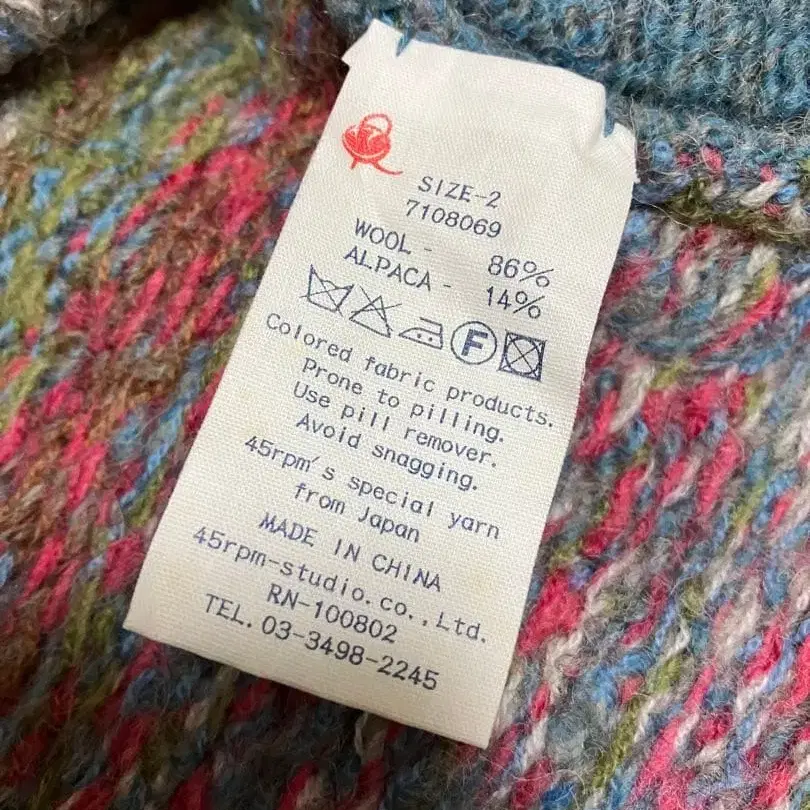 SIZE-2
7108069
WOOL - 86%
ALPACA - 14%
F
Colored fabric products.
Prone to pilling.
Use pill remover.
Avoid snagging.
45rpm's special yarn
from Japan
MADE IN CHINA
45rpm-studio.co.,Ltd.
RN-100802
TEL. 03-3498-2245